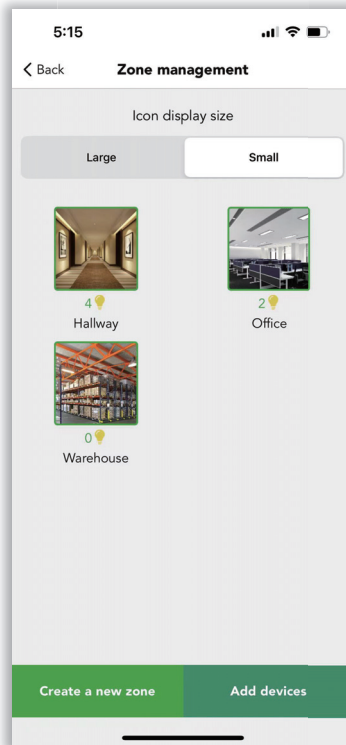 5:15
Back Zone management
Icon display size
Large Small
4 2
Hallway Office
0
Warehouse
Create a new zone Add devices